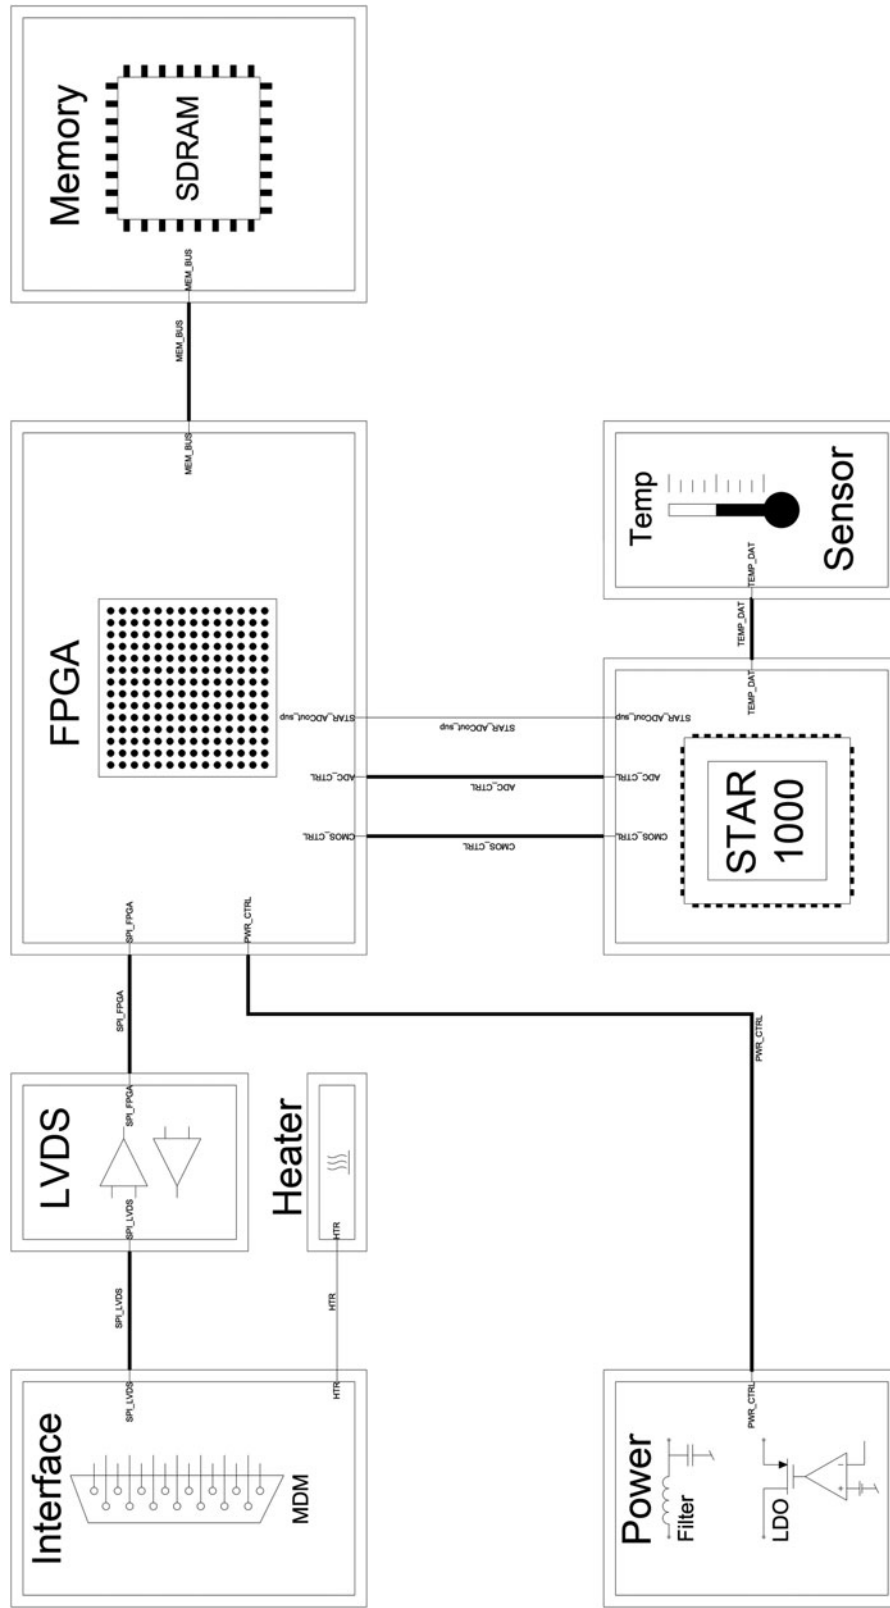 Interface
MDM
SPI_LVDS
HTR
SPI_LVDS
HTR
LVDS
SPI_LVDS
SPI_FPGA
Heater
HTR
SPI_FPGA
FPGA
SPI_FPGA
PWR_CTRL
MEM_BUS
CMOS_CTRL
ADC_CTRL
STAR_ADCout_sup
MEM_BUS
Memory
SDRAM
MEM_BUS
CMOS_CTRL
ADC_CTRL
STAR_ADCout_sup
Power
Filter
LDO
PWR_CTRL
PWR_CTRL
CMOS_CTRL
ADC_CTRL
STAR_ADCout_sup
STAR
1000
TEMP_DAT
TEMP_DAT
Temp
TEMP_DAT
Sensor